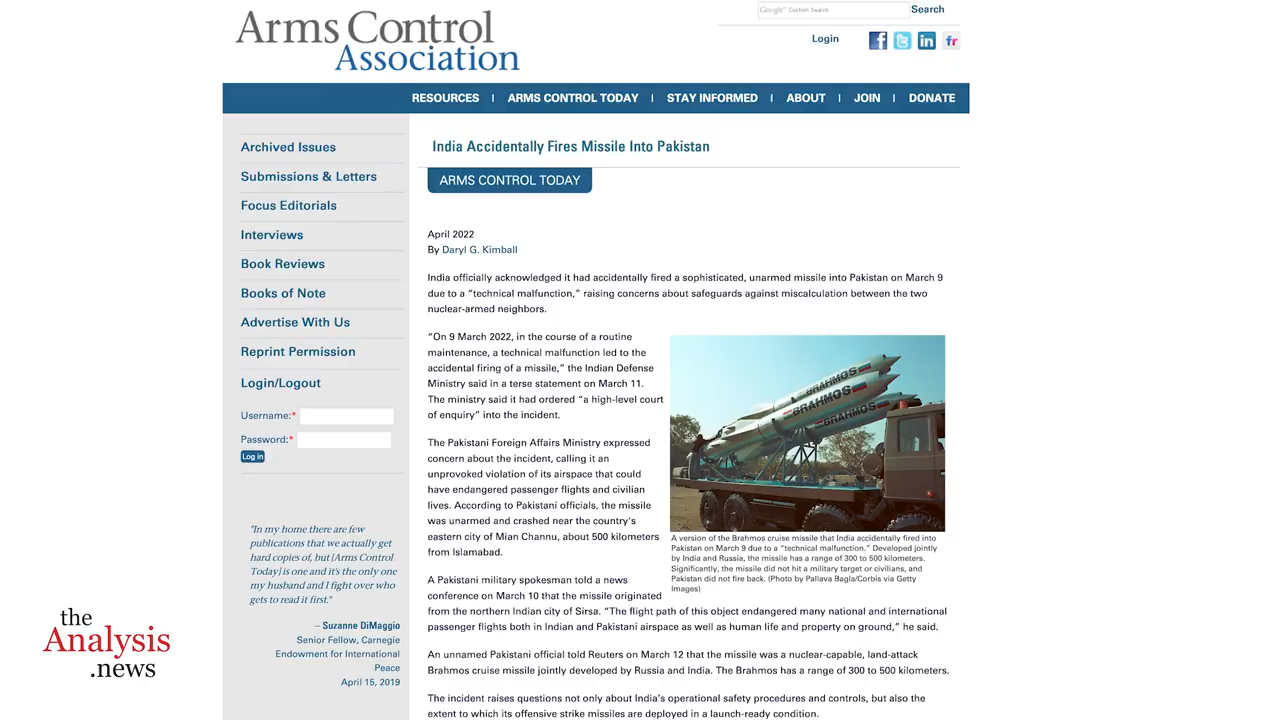 Arms Control
Association
Google Custom Search
Search
Login
RESOURCES | ARMS CONTROL TODAY | STAY INFORMED | ABOUT | JOIN | DONATE
Archived Issues
Submissions & Letters
Focus Editorials
Interviews
Book Reviews
Books of Note
Advertise With Us
Reprint Permission
Login/Logout
Username:*
Password:*
Log in
"In my home there are few
publications that we actually get
hard copies of, but [Arms Control
Today] is one and it's the only one
my husband and I fight over who
gets to read it first."
– Suzanne DiMaggio
Senior Fellow, Carnegie
Endowment for International
Peace
April 15, 2019
India Accidentally Fires Missile Into Pakistan
ARMS CONTROL TODAY
April 2022
By Daryl G. Kimball
India officially acknowledged it had accidentally fired a sophisticated, unarmed missile into Pakistan on March 9
due to a “technical malfunction,” raising concerns about safeguards against miscalculation between the two
nuclear-armed neighbors.
“On 9 March 2022, in the course of a routine
maintenance, a technical malfunction led to the
accidental firing of a missile,” the Indian Defense
Ministry said in a terse statement on March 11.
The ministry said it had ordered “a high-level court
of enquiry” into the incident.
The Pakistani Foreign Affairs Ministry expressed
concern about the incident, calling it an
unprovoked violation of its airspace that could
have endangered passenger flights and civilian
lives. According to Pakistani officials, the missile
was unarmed and crashed near the country's
eastern city of Mian Channu, about 500 kilometers
from Islamabad.
BRAHMOS
BRAHMOS
BRAHMOS
A version of the Brahmos cruise missile that India accidentally fired into
Pakistan on March 9 due to a “technical malfunction.” Developed jointly
by India and Russia, the missile has a range of 300 to 500 kilometers.
Significantly, the missile did not hit a military target or civilians, and
Pakistan did not fire back. (Photo by Pallava Bagla/Corbis via Getty
Images)
A Pakistani military spokesman told a news
conference on March 10 that the missile originated
from the northern Indian city of Sirsa. “The flight path of this object endangered many national and international
passenger flights both in Indian and Pakistani airspace as well as human life and property on ground,” he said.
An unnamed Pakistani official told Reuters on March 12 that the missile was a nuclear-capable, land-attack
Brahmos cruise missile jointly developed by Russia and India. The Brahmos has a range of 300 to 500 kilometers.
The incident raises questions not only about India’s operational safety procedures and controls, but also the
extent to which its offensive strike missiles are deployed in a launch-ready condition.
the
Analysis
.news